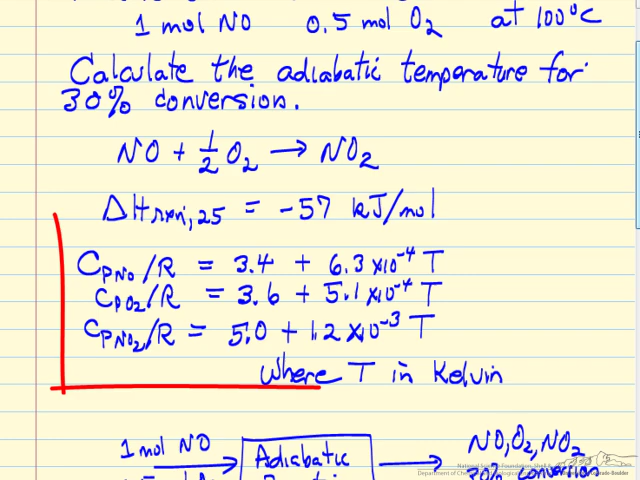 1 mol NO 0.5 mol O₂ at 100°C
Calculate the adiabatic temperature for
30% conversion.
NO + 1/2 O₂ → NO₂
ΔHrxn,25 = -57 kJ/mol
CPNO/R = 3.4 + 6.3×10⁻⁴ T
CPO2/R = 3.6 + 5.1×10⁻⁴ T
CPNO2/R = 5.0 + 1.2×10⁻³ T
where T in Kelvin
1 mol NO → Adiabatic → NO, O₂, NO₂
30% conversion